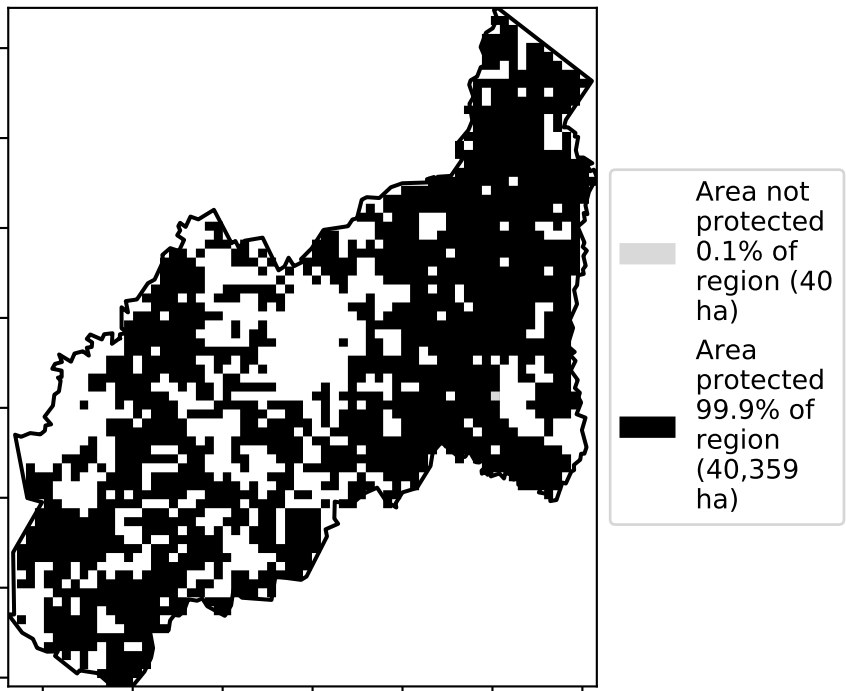 Area not
protected
0.1% of
region (40
ha)
Area
protected
99.9% of
region
(40,359
ha)